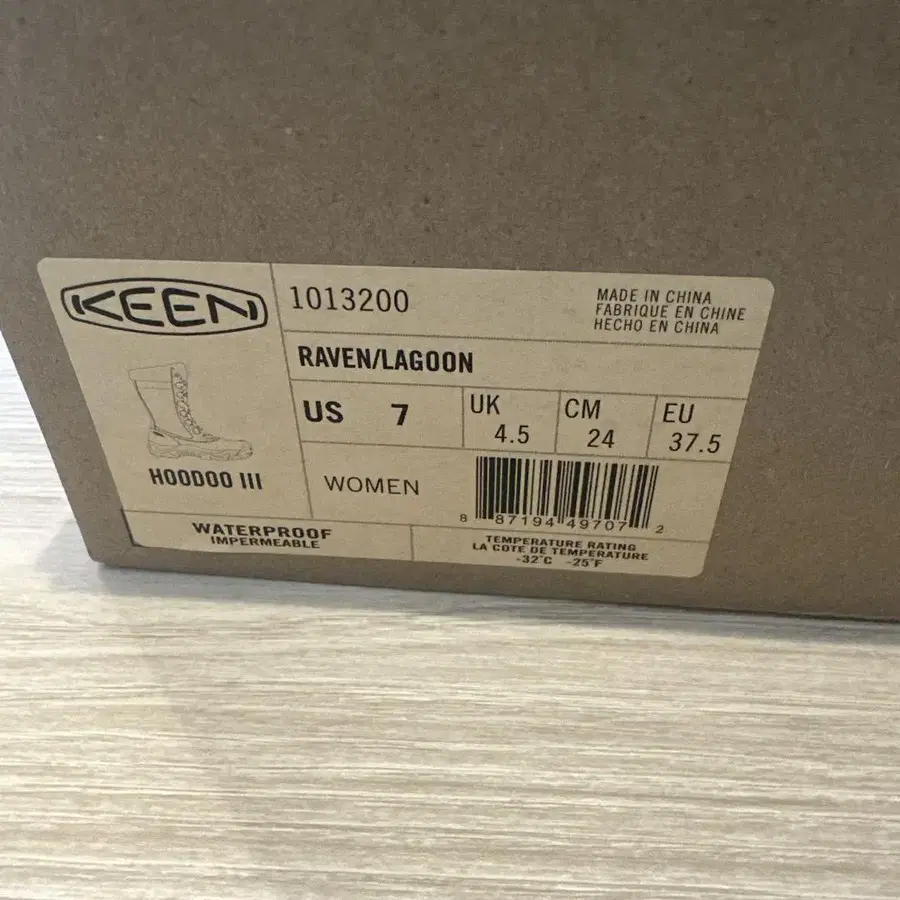 KEEN
1013200
MADE IN CHINA
FABRIQUE EN CHINE
HECHO EN CHINA
RAVEN/LAGOON
US 7
UK 4.5
CM 24
EU 37.5
HOODOO III
WOMEN
8 87194 49707 2
WATERPROOF
IMPERMEABLE
TEMPERATURE RATING
LA COTE DE TEMPERATURE
-32°C -25°F